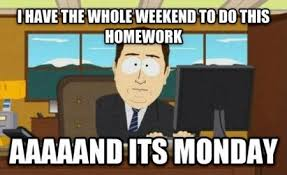 I HAVE THE WHOLE WEEKEND TO DO THIS
HOMEWORK
AAAAAND ITS MONDAY